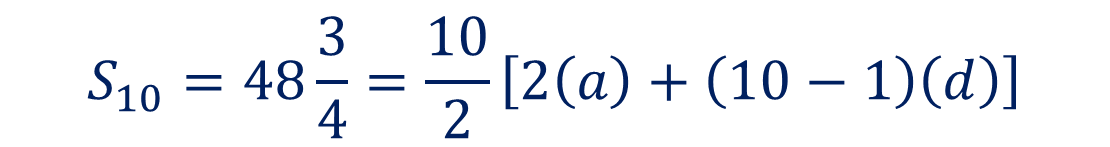 S₁₀ = 48 3/4 = 10/2 [2(a) + (10 − 1)(d)]